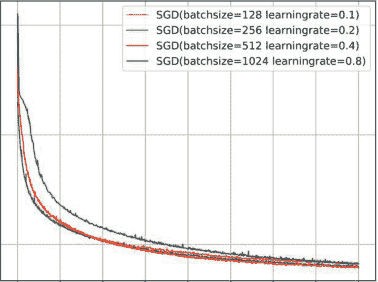 SGD(batchsize=128 learningrate=0.1)
SGD(batchsize=256 learningrate=0.2)
SGD(batchsize=512 learningrate=0.4)
SGD(batchsize=1024 learningrate=0.8)